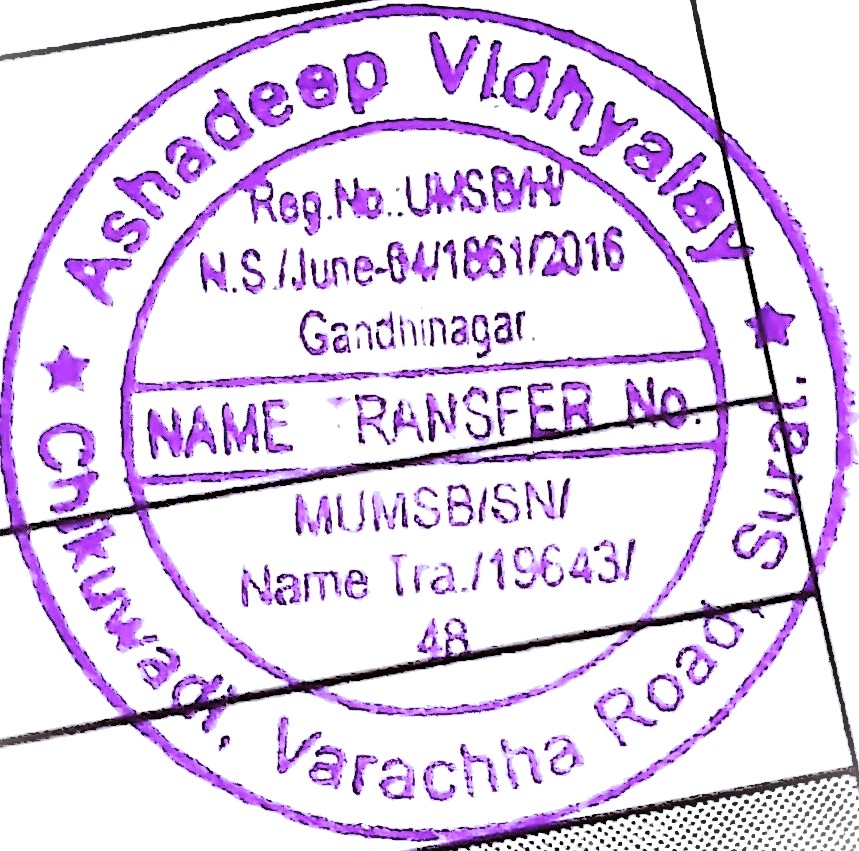 Ashadeep Vidhyalay
Reg.No.:UMSB/H/
N.S./June-04/1861/2016
Gandhinagar.
NAME TRANSFER No.
MUMSB/SN/
Name Tra./19643/
48
Chikuwadi, Varachha Road, Surat.